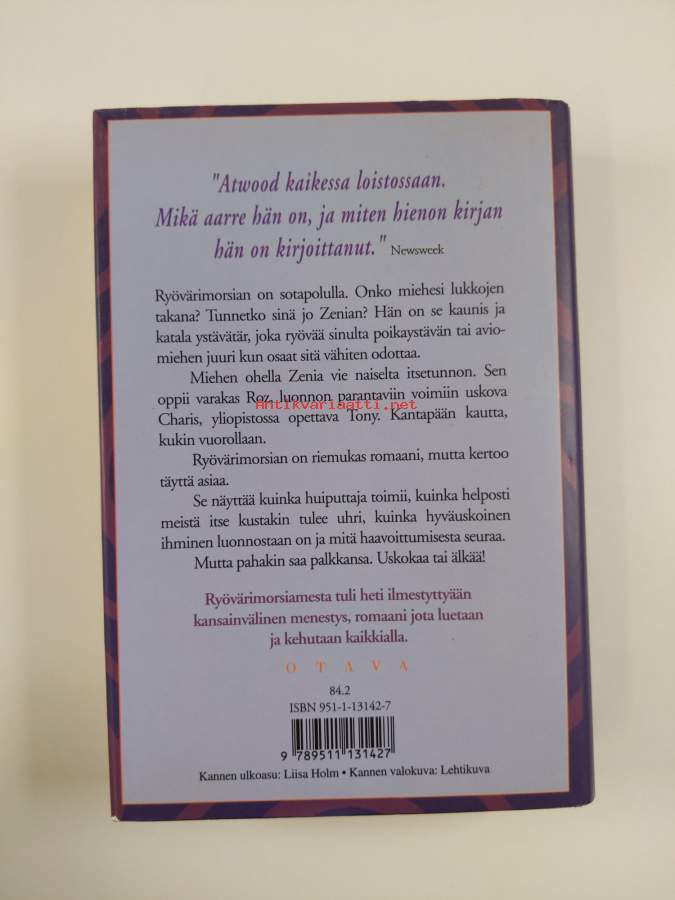 "Atwood kaikessa loistossaan.
Mikä aarre hän on, ja miten hienon kirjan
hän on kirjoittanut." Newsweek
Ryövärimorsian on sotapolulla. Onko miehesi lukkojen
takana? Tunnetko sinä jo Zenian? Hän on se kaunis ja
katala ystävätär, joka ryövää sinulta poikaystävän tai avio-
miehen juuri kun osaat sitä vähiten odottaa.
Miehen ohella Zenia vie naiselta itsetunnon. Sen
oppii varakas Roz, luonnon parantaviin voimiin uskova
Antikvariaatti.net
Charis, yliopistossa opettava Tony. Kantapään kautta,
kukin vuorollaan.
Ryövärimorsian on riemukas romaani, mutta kertoo
täyttä asiaa.
Se näyttää kuinka huiputtaja toimii, kuinka helposti
meistä itse kustakin tulee uhri, kuinka hyväuskoinen
ihminen luonnostaan on ja mitä haavoittumisesta seuraa.
Mutta pahakin saa palkkansa. Uskokaa tai älkää!
Ryövärimorsiamesta tuli heti ilmestyttyään
kansainvälinen menestys, romaani jota luetaan
ja kehutaan kaikkialla.
OTAVA
84.2
ISBN 951-1-13142-7
9 789511 131427
Kannen ulkoasu: Liisa Holm • Kannen valokuva: Lehtikuva